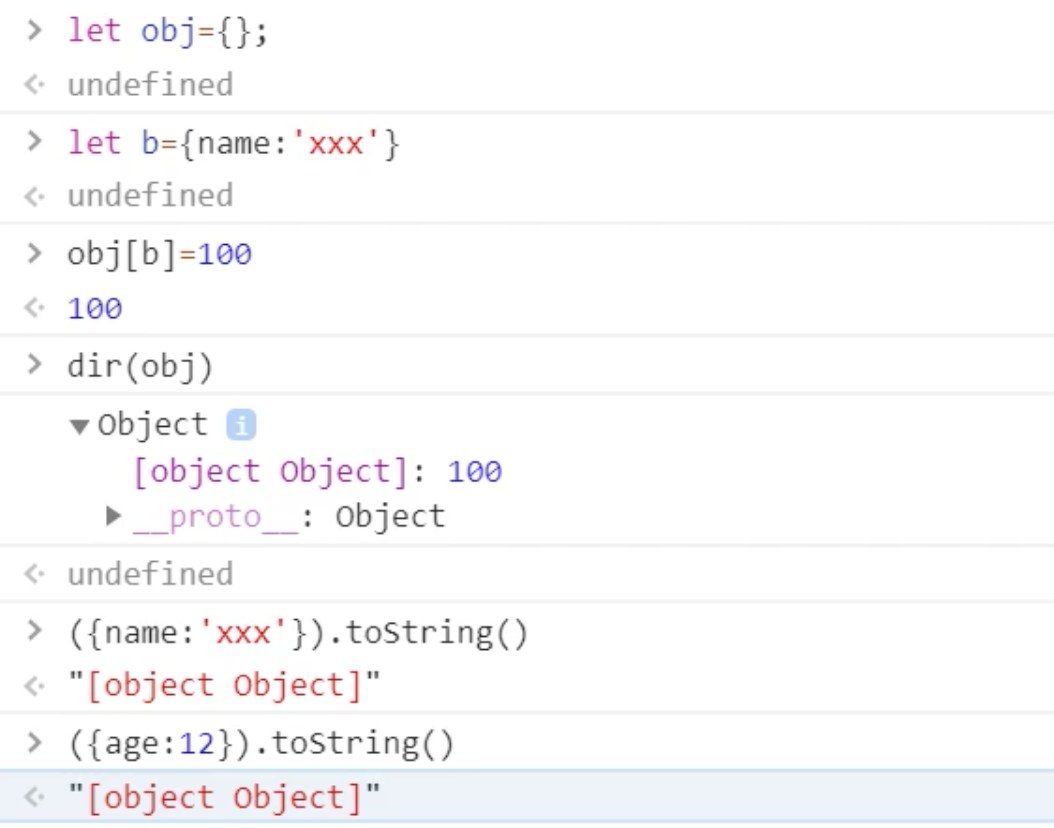 > let obj={};
<· undefined
> let b={name:'xxx'}
<· undefined
> obj[b]=100
<· 100
> dir(obj)
▼Object i
[object Object]: 100
▶ __proto__: Object
<· undefined
> ({name:'xxx'}).toString()
<· "[object Object]"
> ({age:12}).toString()
<· "[object Object]"